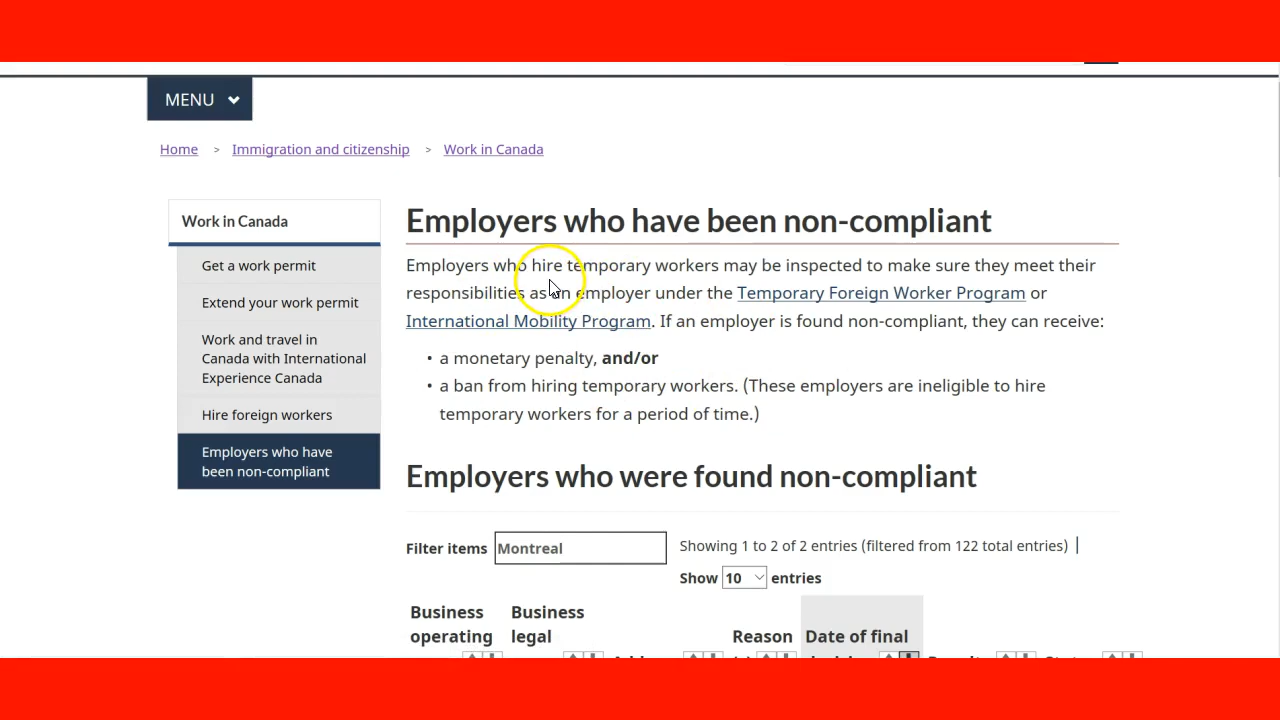 MENU
Home > Immigration and citizenship > Work in Canada
Work in Canada
Get a work permit
Extend your work permit
Work and travel in
Canada with International
Experience Canada
Hire foreign workers
Employers who have
been non-compliant
Employers who have been non-compliant
Employers who hire temporary workers may be inspected to make sure they meet their
responsibilities as an employer under the Temporary Foreign Worker Program or
International Mobility Program. If an employer is found non-compliant, they can receive:
• a monetary penalty, and/or
• a ban from hiring temporary workers. (These employers are ineligible to hire
temporary workers for a period of time.)
Employers who were found non-compliant
Filter items Montreal Showing 1 to 2 of 2 entries (filtered from 122 total entries) |
Show 10 entries
Business Business
operating legal Reason Date of final